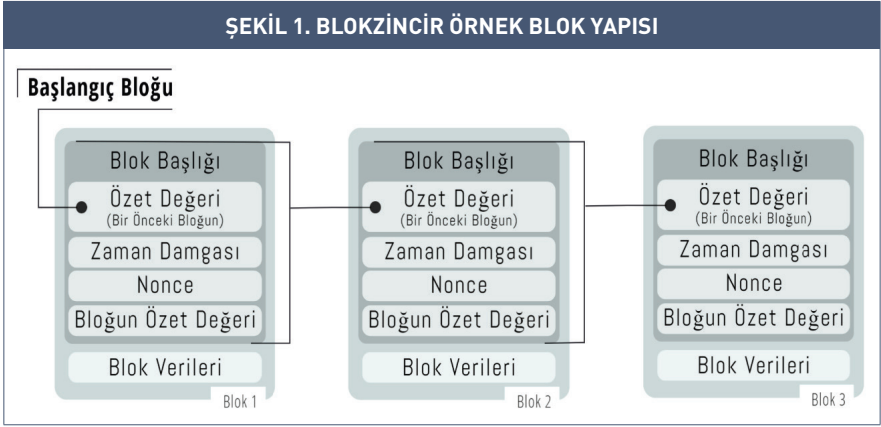 ŞEKİL 1. BLOKZİNCİR ÖRNEK BLOK YAPISI
Başlangıç Bloğu
Blok Başlığı
Özet Değeri
(Bir Önceki Bloğun)
Zaman Damgası
Nonce
Bloğun Özet Değeri
Blok Verileri
Blok 1
Blok Başlığı
Özet Değeri
(Bir Önceki Bloğun)
Zaman Damgası
Nonce
Bloğun Özet Değeri
Blok Verileri
Blok 2
Blok Başlığı
Özet Değeri
(Bir Önceki Bloğun)
Zaman Damgası
Nonce
Bloğun Özet Değeri
Blok Verileri
Blok 3